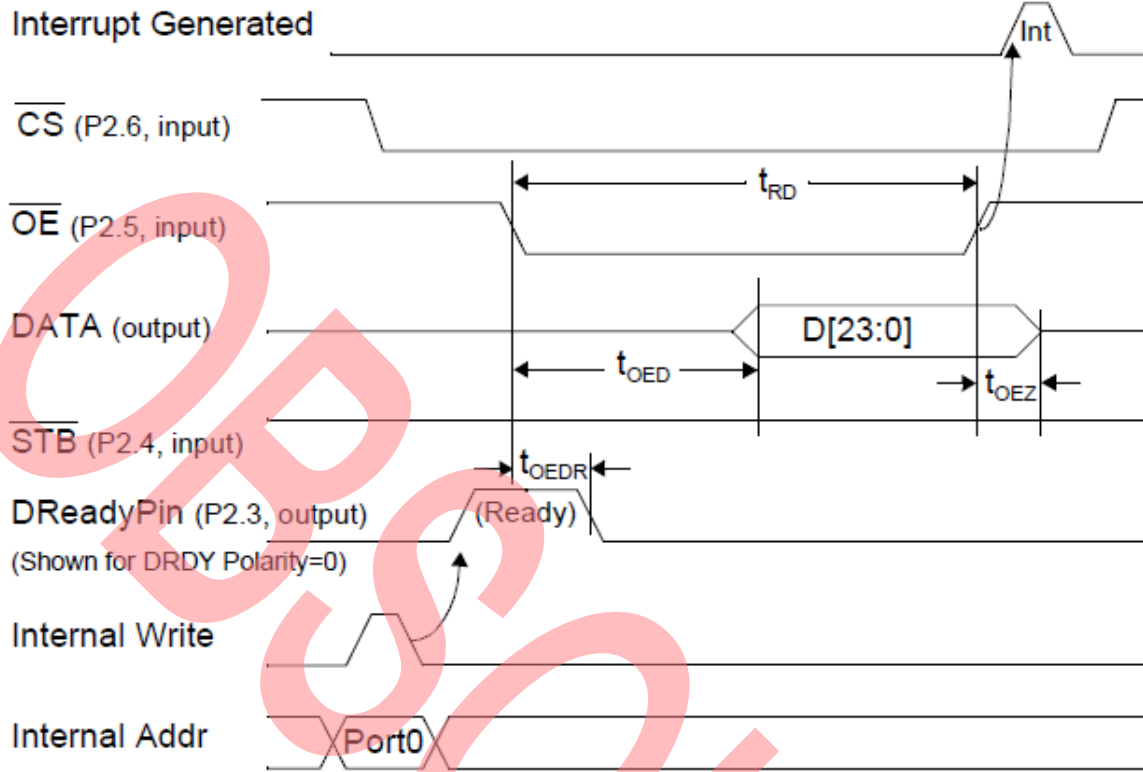 Interrupt Generated
Int
CS (P2.6, input)
tRD
OE (P2.5, input)
DATA (output)
D[23:0]
tOED
tOEZ
STB (P2.4, input)
tOEDR
DReadyPin (P2.3, output)
(Ready)
(Shown for DRDY Polarity=0)
Internal Write
Internal Addr
Port0